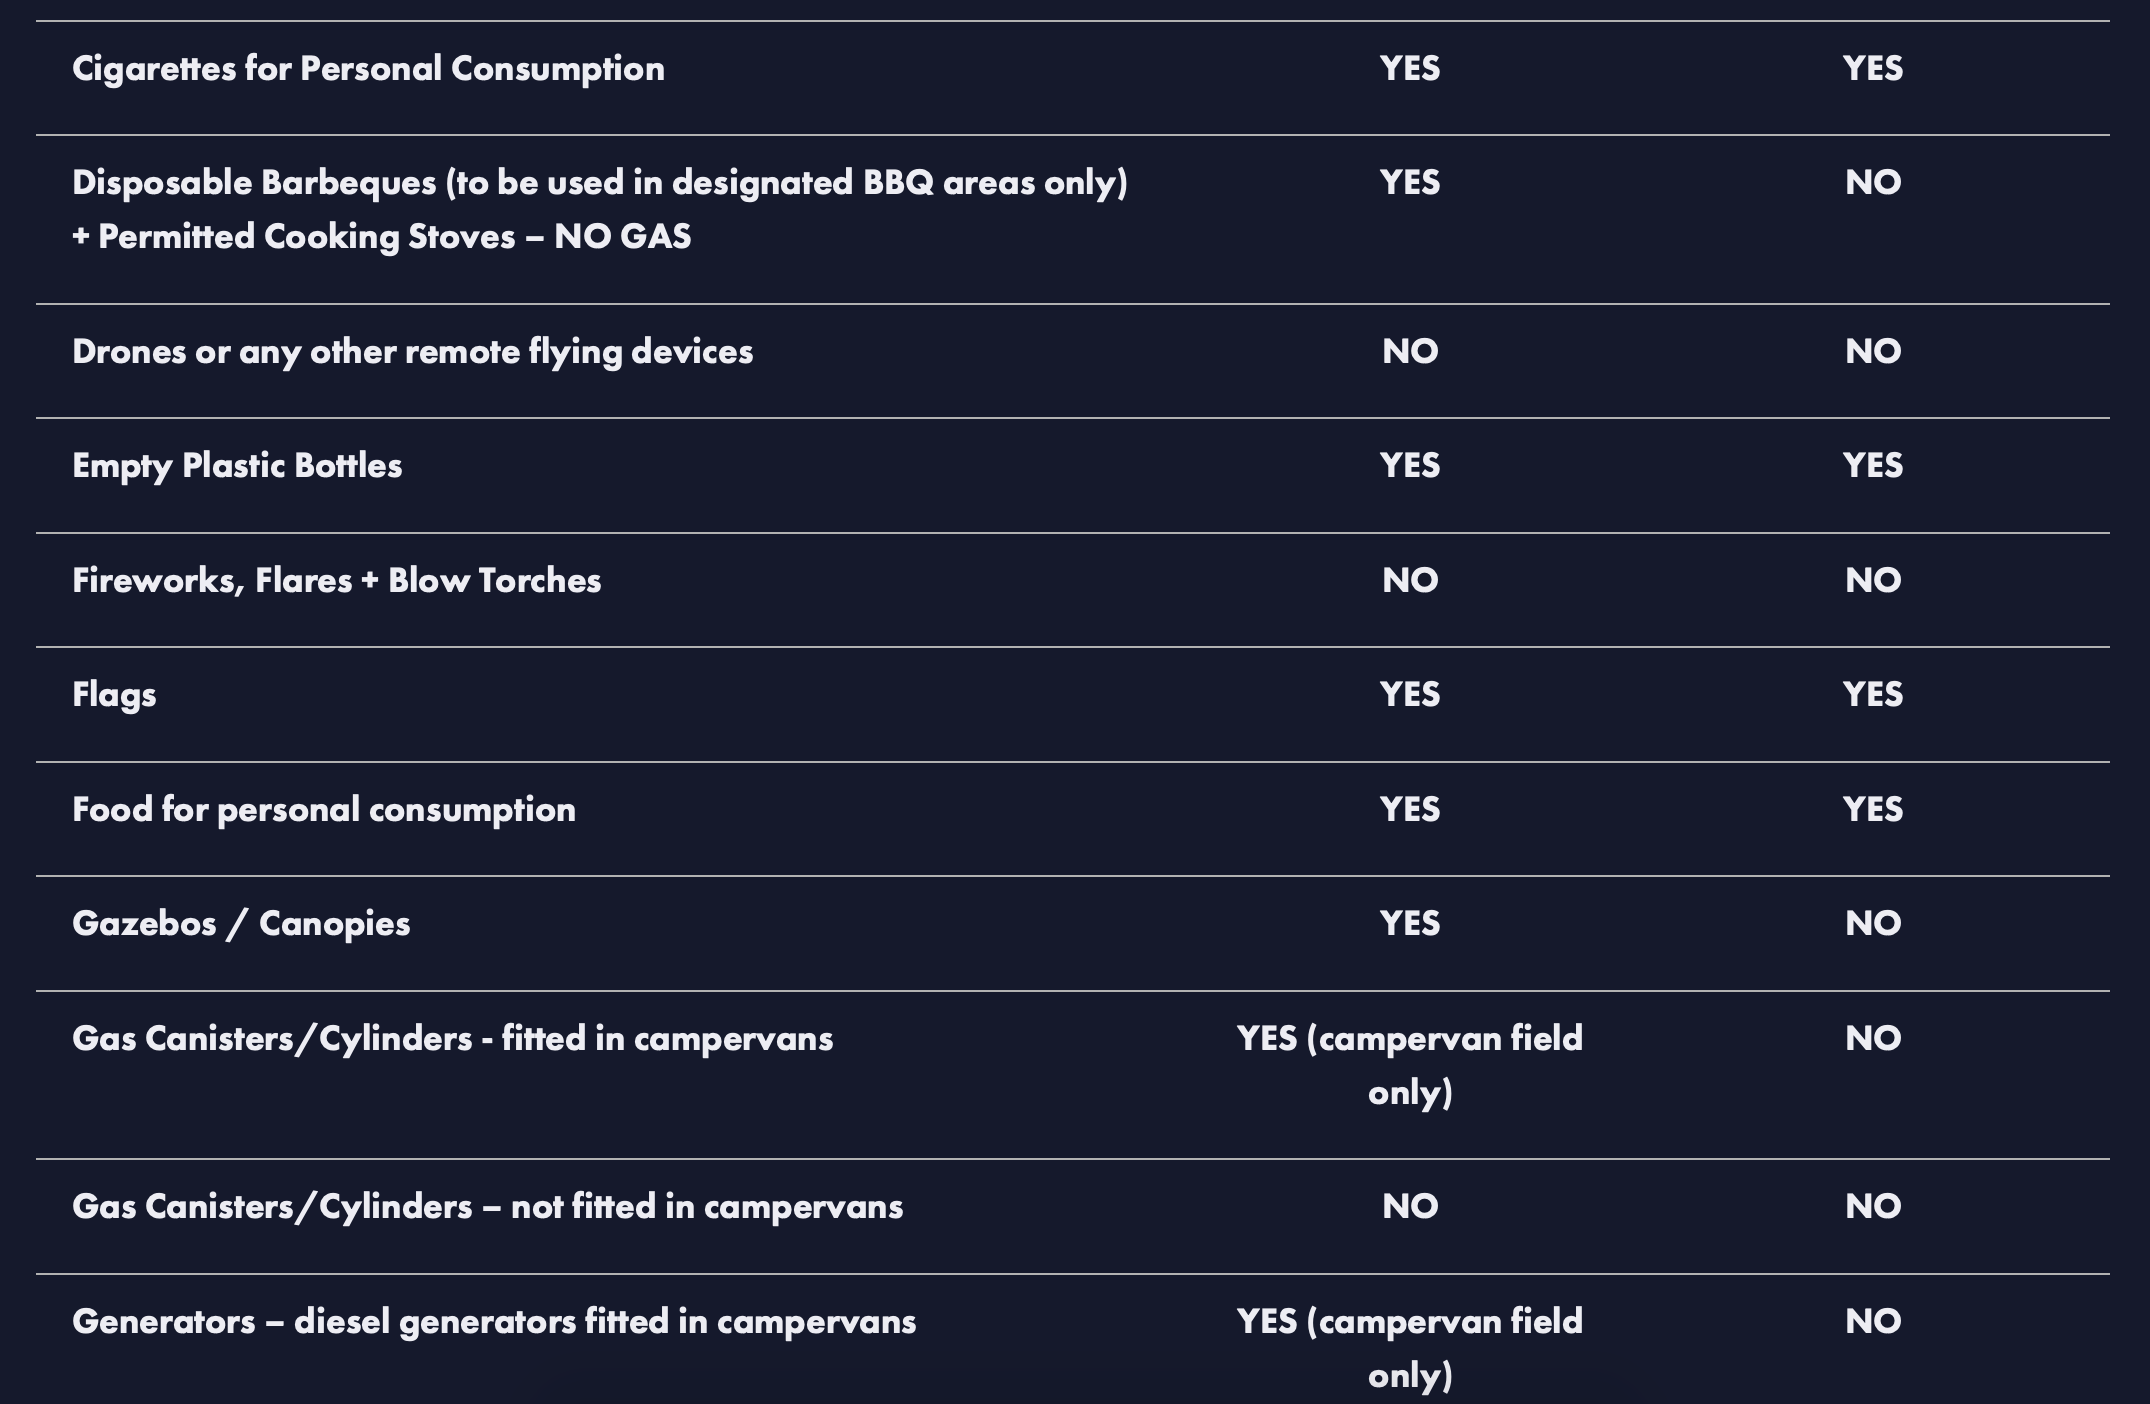 Cigarettes for Personal Consumption YES YES
Disposable Barbeques (to be used in designated BBQ areas only) YES NO
+ Permitted Cooking Stoves – NO GAS
Drones or any other remote flying devices NO NO
Empty Plastic Bottles YES YES
Fireworks, Flares + Blow Torches NO NO
Flags YES YES
Food for personal consumption YES YES
Gazebos / Canopies YES NO
Gas Canisters/Cylinders - fitted in campervans YES (campervan field NO
only)
Gas Canisters/Cylinders – not fitted in campervans NO NO
Generators – diesel generators fitted in campervans YES (campervan field NO
only)